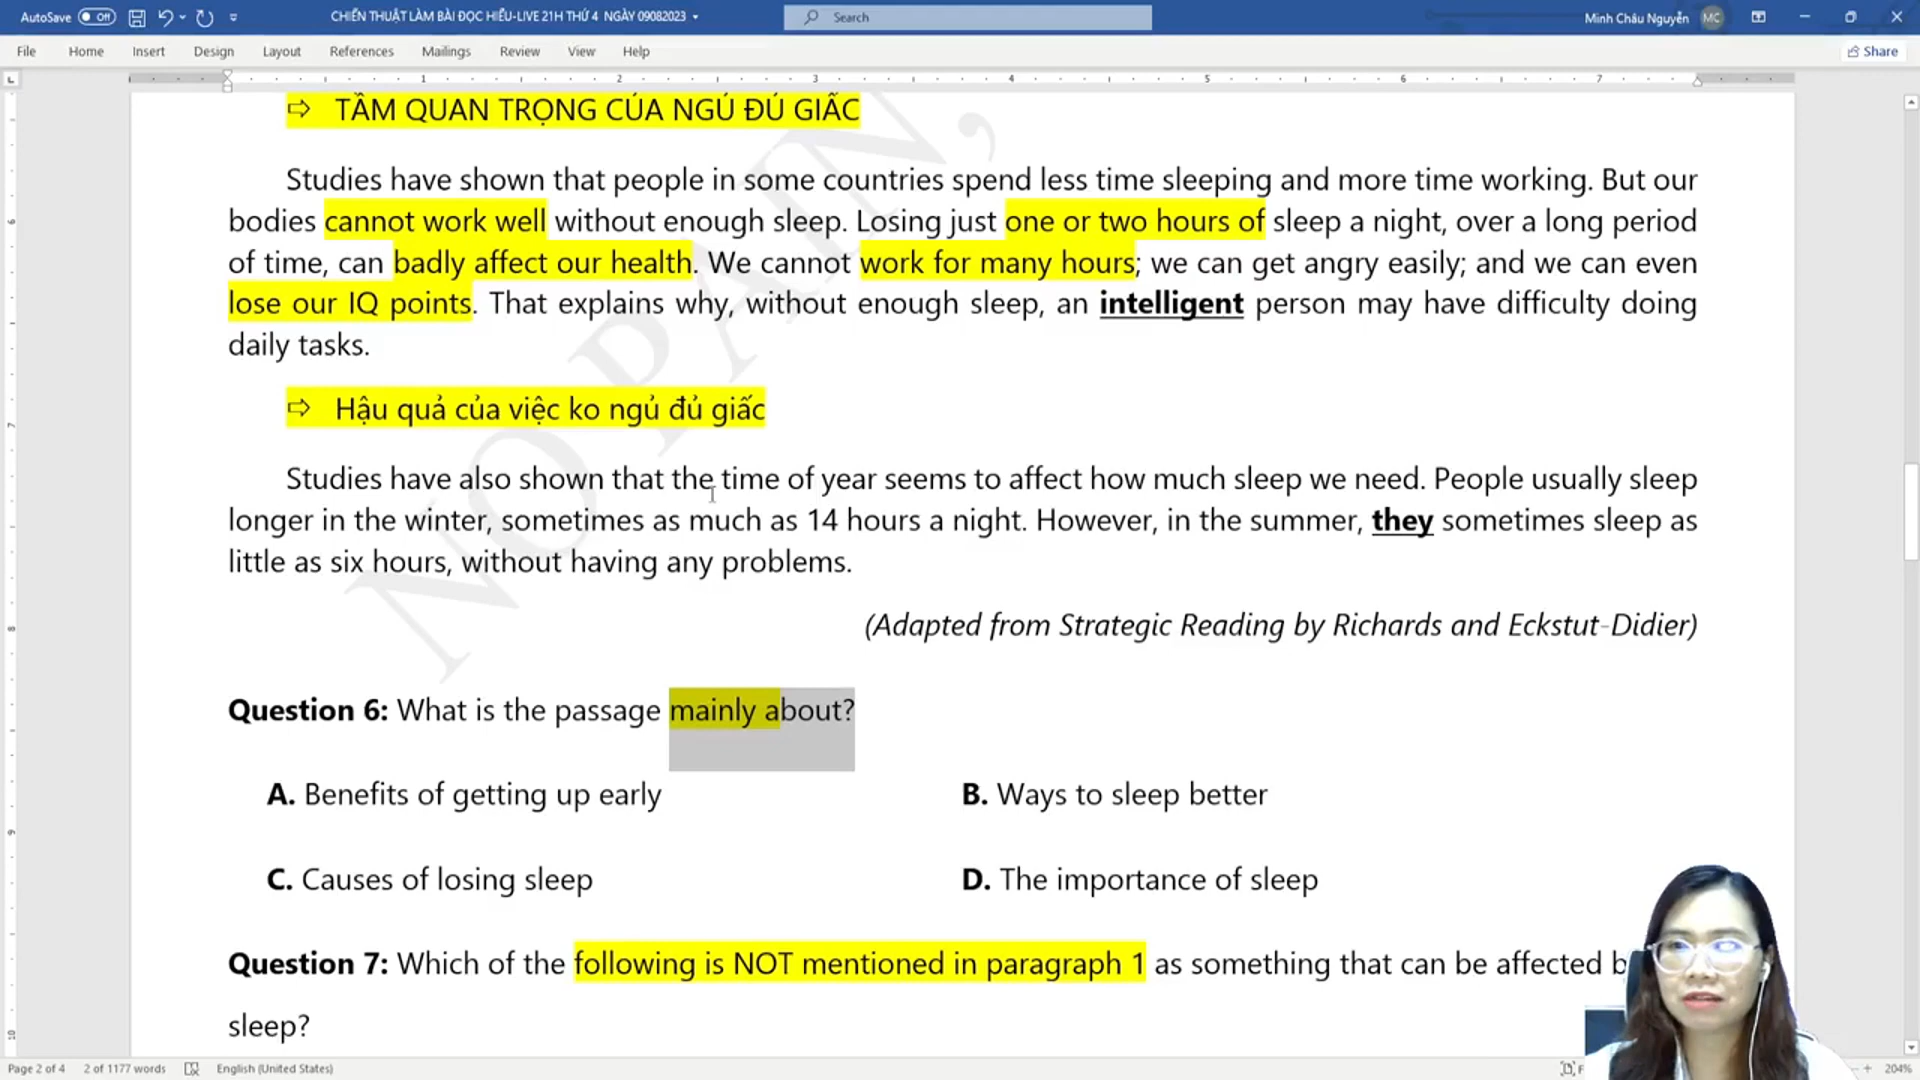 AutoSave Off CHIẾN THUẬT LÀM BÀI ĐỌC HIỂU-LIVE 21H THỨ 4 NGÀY 09082023 Search Minh Châu Nguyễn MC
File Home Insert Design Layout References Mailings Review View Help Share
1 2 3 4 5 6 7
⇨ TẦM QUAN TRỌNG CỦA NGỦ ĐỦ GIẤC
Studies have shown that people in some countries spend less time sleeping and more time working. But our
bodies cannot work well without enough sleep. Losing just one or two hours of sleep a night, over a long period
of time, can badly affect our health. We cannot work for many hours; we can get angry easily; and we can even
lose our IQ points. That explains why, without enough sleep, an intelligent person may have difficulty doing
daily tasks.
⇨ Hậu quả của việc ko ngủ đủ giấc
Studies have also shown that the time of year seems to affect how much sleep we need. People usually sleep
longer in the winter, sometimes as much as 14 hours a night. However, in the summer, they sometimes sleep as
little as six hours, without having any problems.
(Adapted from Strategic Reading by Richards and Eckstut-Didier)
Question 6: What is the passage mainly about?
A. Benefits of getting up early B. Ways to sleep better
C. Causes of losing sleep D. The importance of sleep
Question 7: Which of the following is NOT mentioned in paragraph 1 as something that can be affected b
sleep?
NO PAIN,
Page 2 of 4 2 of 1177 words English (United States) 204%